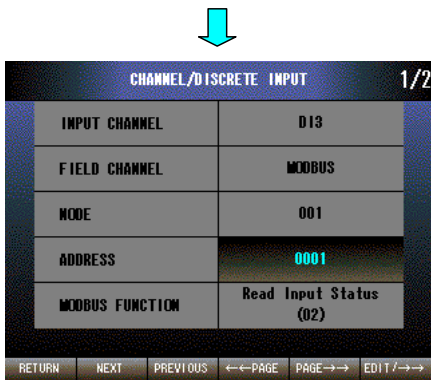 CHANNEL/DISCRETE INPUT 1/2
INPUT CHANNEL DI3
FIELD CHANNEL MODBUS
NODE 001
ADDRESS 0001
MODBUS FUNCTION Read Input Status
(02)
RETURN NEXT PREVIOUS ←←PAGE PAGE→→ EDIT/→→